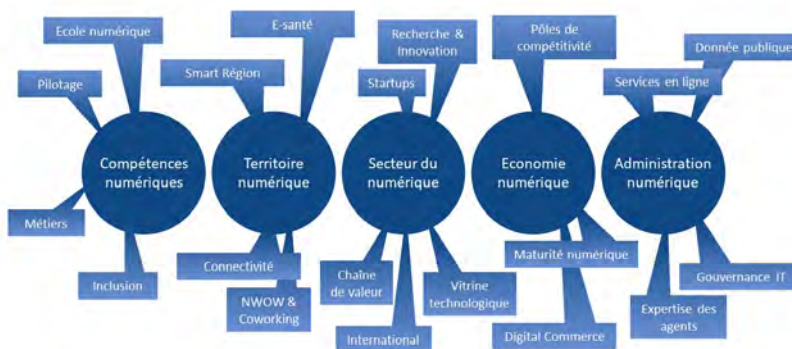 Ecole numérique
E-santé
Recherche &
Innovation
Pôles de
compétitivité
Donnée publique
Pilotage
Smart Région
Startups
Services en ligne
Compétences
numériques
Territoire
numérique
Secteur du
numérique
Economie
numérique
Administration
numérique
Métiers
Inclusion
Connectivité
NWOW &
Coworking
Chaîne
de valeur
International
Vitrine
technologique
Maturité numérique
Digital Commerce
Gouvernance IT
Expertise des
agents